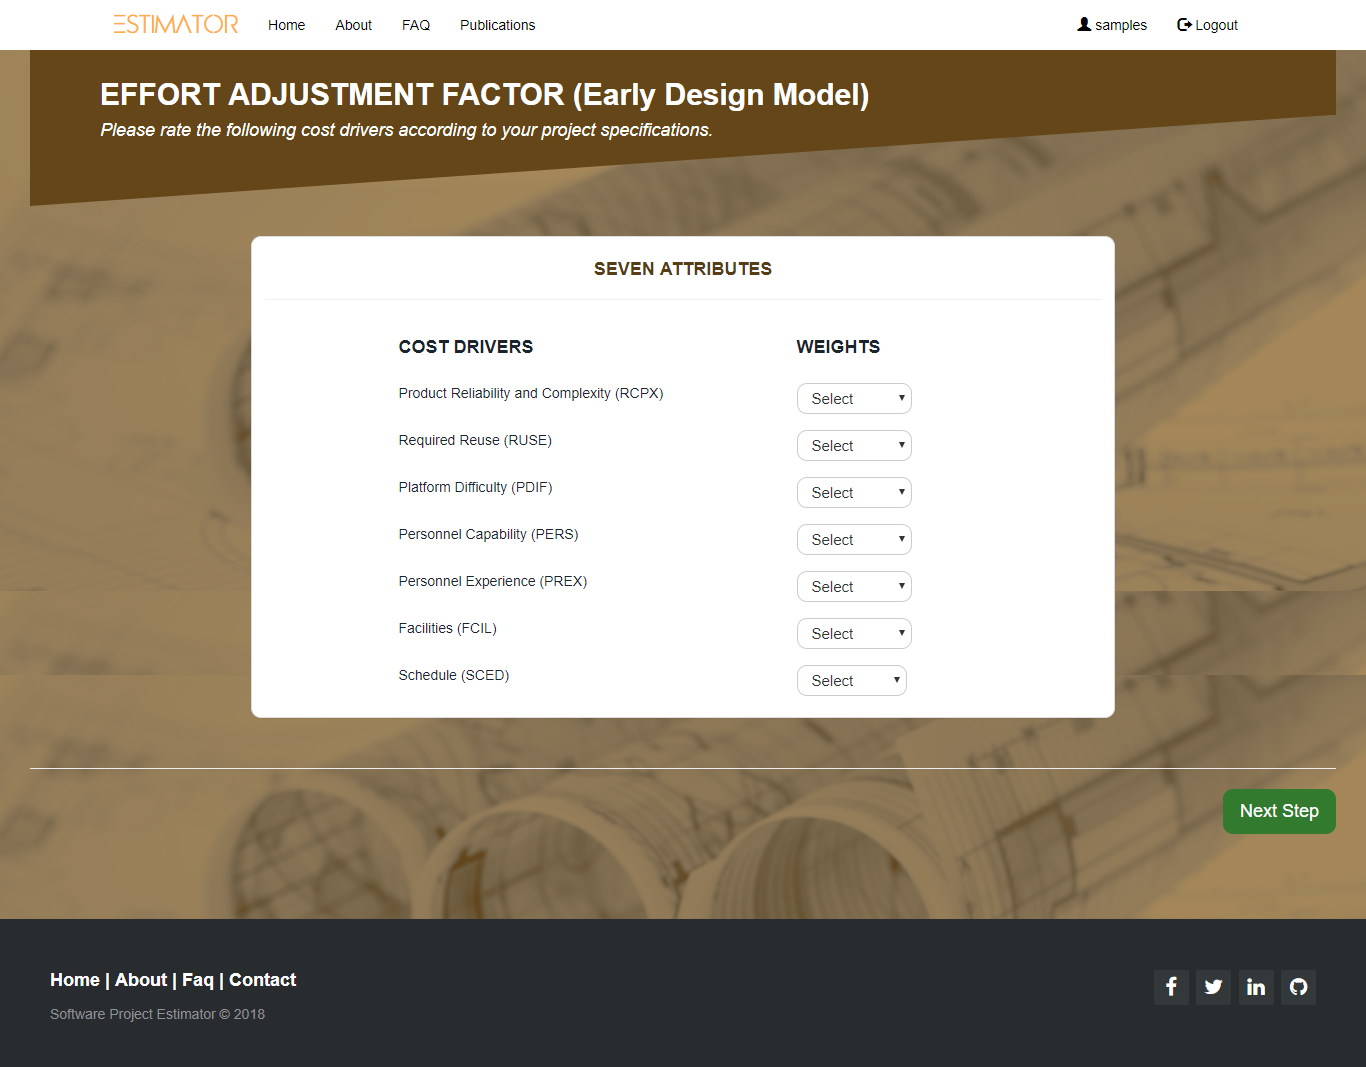 ESTIMATOR Home About FAQ Publications samples Logout
EFFORT ADJUSTMENT FACTOR (Early Design Model)
Please rate the following cost drivers according to your project specifications.
SEVEN ATTRIBUTES
COST DRIVERS WEIGHTS
Product Reliability and Complexity (RCPX) Select
Required Reuse (RUSE) Select
Platform Difficulty (PDIF) Select
Personnel Capability (PERS) Select
Personnel Experience (PREX) Select
Facilities (FCIL) Select
Schedule (SCED) Select
Next Step
Home | About | Faq | Contact
Software Project Estimator © 2018